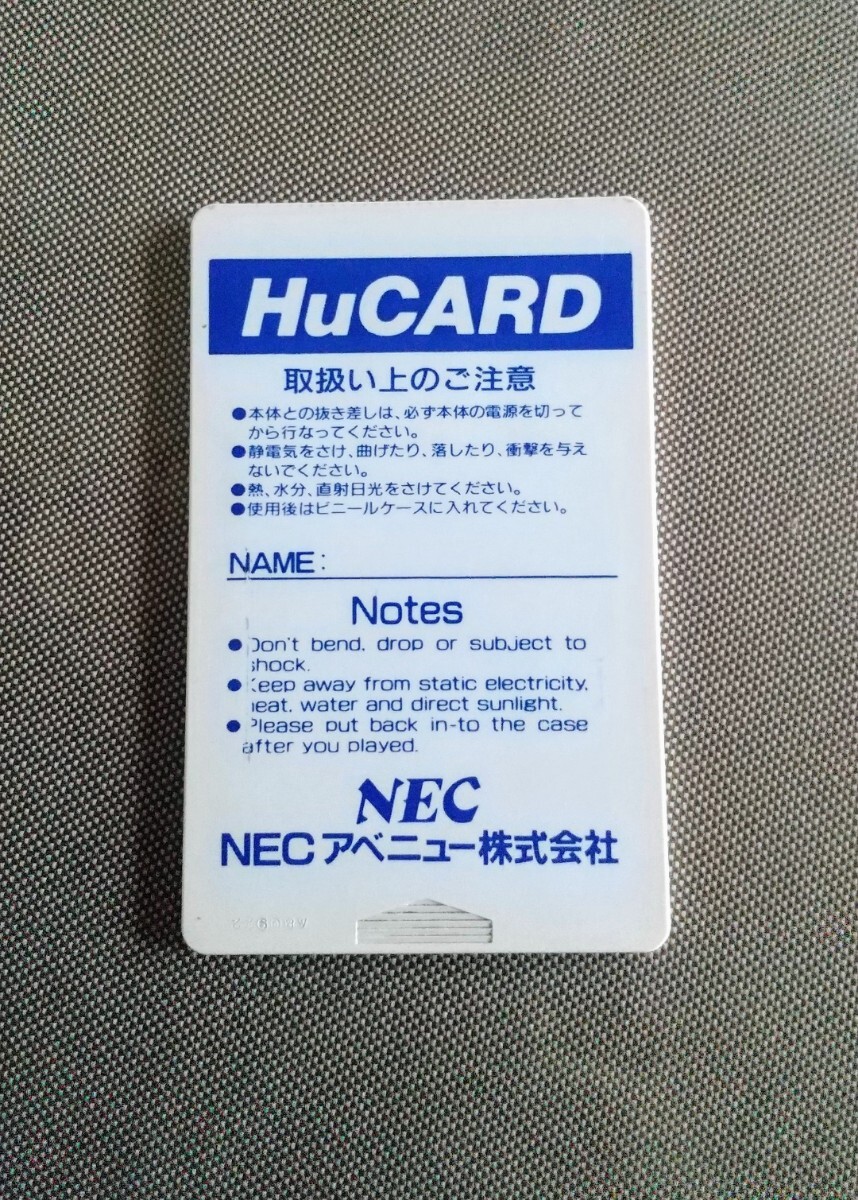 HuCARD
取扱い上のご注意
●本体との抜き差しは、必ず本体の電源を切って
から行なってください。
●静電気をさけ、曲げたり、落したり、衝撃を与え
ないでください。
●熱、水分、直射日光をさけてください。
●使用後はビニールケースに入れてください。
NAME:
Notes
● Don't bend, drop or subject to
shock.
● Keep away from static electricity,
heat, water and direct sunlight.
● Please put back in-to the case
after you played.
NEC
NECアベニュー株式会社